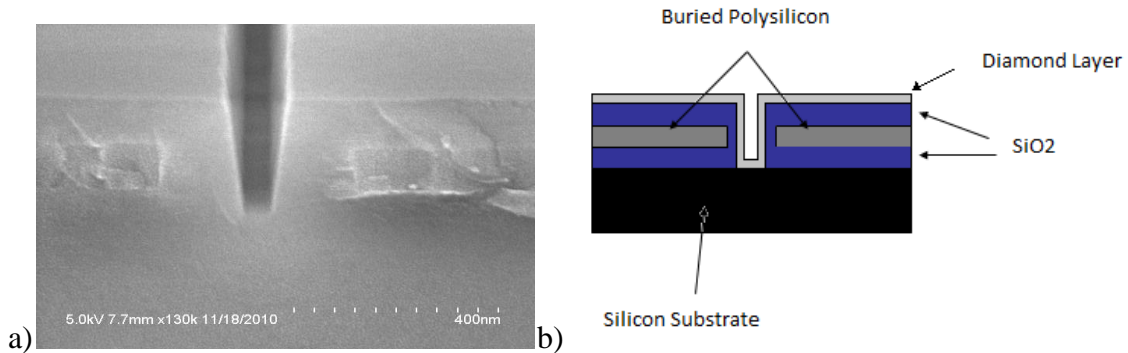 Buried Polysilicon
Diamond Layer
SiO2
5.0kV 7.7mm x130k 11/18/2010
400nm
Silicon Substrate
a)
b)